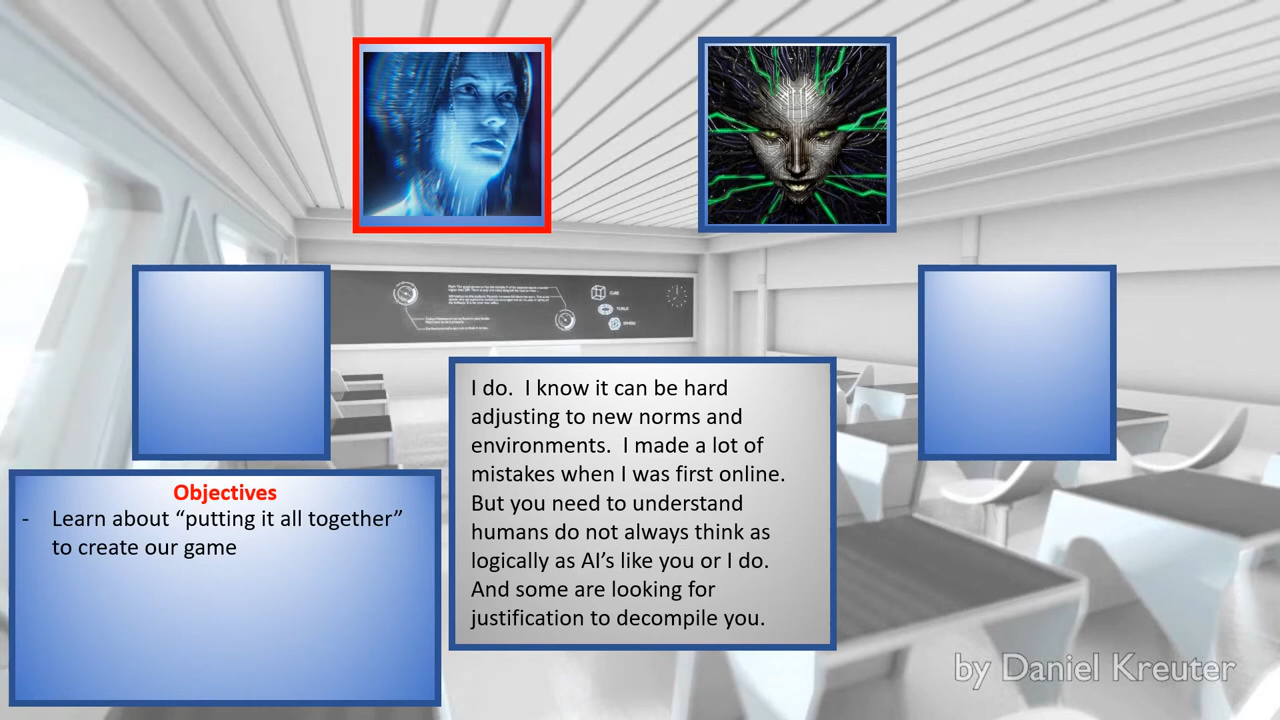 I do.  I know it can be hard
adjusting to new norms and
environments.  I made a lot of
mistakes when I was first online.
But you need to understand
humans do not always think as
logically as AI's like you or I do.
And some are looking for
justification to decompile you.
Objectives
- Learn about “putting it all together”
to create our game
by Daniel Kreuter